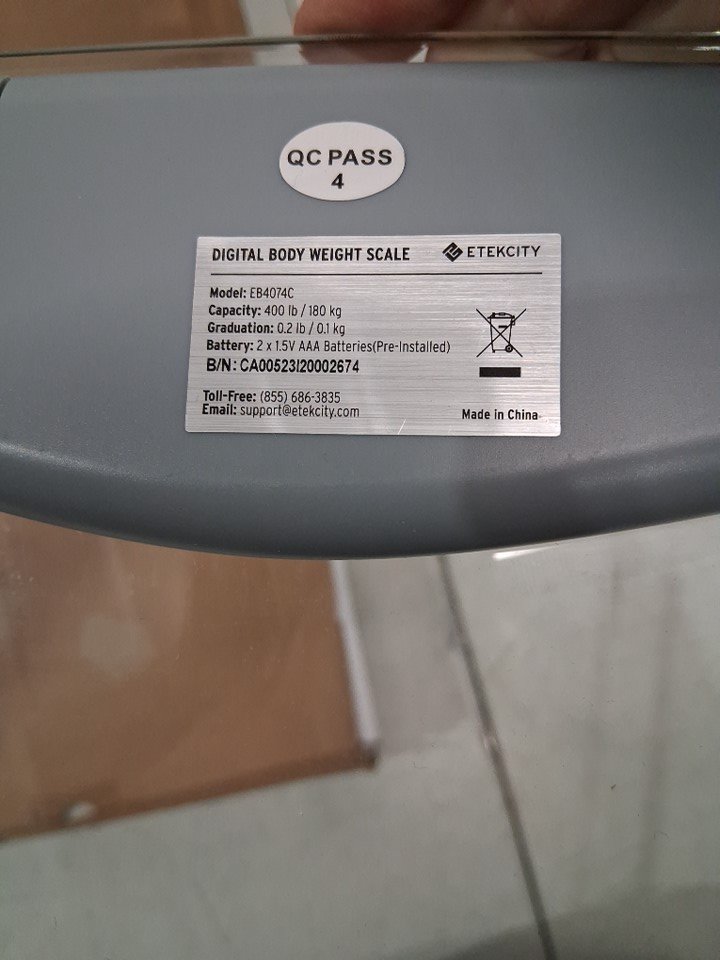 QC PASS
4
DIGITAL BODY WEIGHT SCALE ETEKCITY
Model: EB4074C
Capacity: 400 lb / 180 kg
Graduation: 0.2 lb / 0.1 kg
Battery: 2 x 1.5V AAA Batteries(Pre-Installed)
B/N: CA00523I20002674
Toll-Free: (855) 686-3835
Email: support@etekcity.com
Made in China